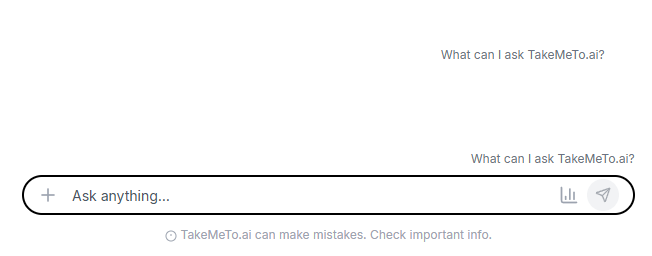 What can I ask TakeMeTo.ai?
What can I ask TakeMeTo.ai?
Ask anything...
TakeMeTo.ai can make mistakes. Check important info.